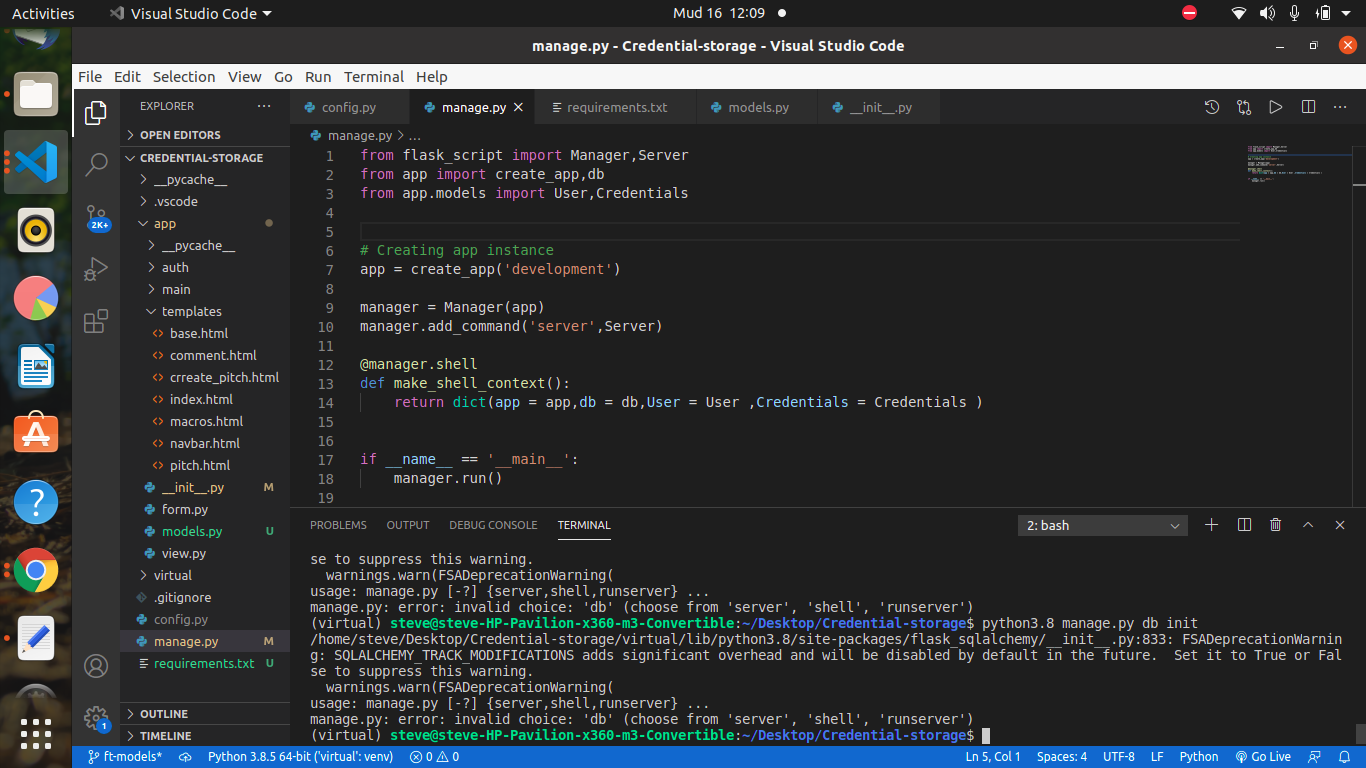 Activities
Visual Studio Code
Mud 16 12:09
manage.py - Credential-storage - Visual Studio Code
File Edit Selection View Go Run Terminal Help
EXPLORER
OPEN EDITORS
CREDENTIAL-STORAGE
__pycache__
.vscode
app
__pycache__
auth
main
templates
base.html
comment.html
crreate_pitch.html
index.html
macros.html
navbar.html
pitch.html
__init__.py M
form.py
models.py U
view.py
virtual
.gitignore
config.py
manage.py M
requirements.txt U
OUTLINE
TIMELINE
2K+
1
config.py manage.py requirements.txt models.py __init__.py
manage.py > ...
1 from flask_script import Manager,Server
2 from app import create_app,db
3 from app.models import User,Credentials
4
5
6 # Creating app instance
7 app = create_app('development')
8
9 manager = Manager(app)
10 manager.add_command('server',Server)
11
12 @manager.shell
13 def make_shell_context():
14 return dict(app = app,db = db,User = User ,Credentials = Credentials )
15
16
17 if __name__ == '__main__':
18 manager.run()
19
PROBLEMS OUTPUT DEBUG CONSOLE TERMINAL
2: bash
se to suppress this warning.
warnings.warn(FSADeprecationWarning(
usage: manage.py [-?] {server,shell,runserver} ...
manage.py: error: invalid choice: 'db' (choose from 'server', 'shell', 'runserver')
(virtual) steve@steve-HP-Pavilion-x360-m3-Convertible:~/Desktop/Credential-storage$ python3.8 manage.py db init
/home/steve/Desktop/Credential-storage/virtual/lib/python3.8/site-packages/flask_sqlalchemy/__init__.py:833: FSADeprecationWarnin
g: SQLALCHEMY_TRACK_MODIFICATIONS adds significant overhead and will be disabled by default in the future.  Set it to True or Fal
se to suppress this warning.
warnings.warn(FSADeprecationWarning(
usage: manage.py [-?] {server,shell,runserver} ...
manage.py: error: invalid choice: 'db' (choose from 'server', 'shell', 'runserver')
(virtual) steve@steve-HP-Pavilion-x360-m3-Convertible:~/Desktop/Credential-storage$
ft-models* Python 3.8.5 64-bit ('virtual': venv) 0 0 Ln 5, Col 1 Spaces: 4 UTF-8 LF Python Go Live